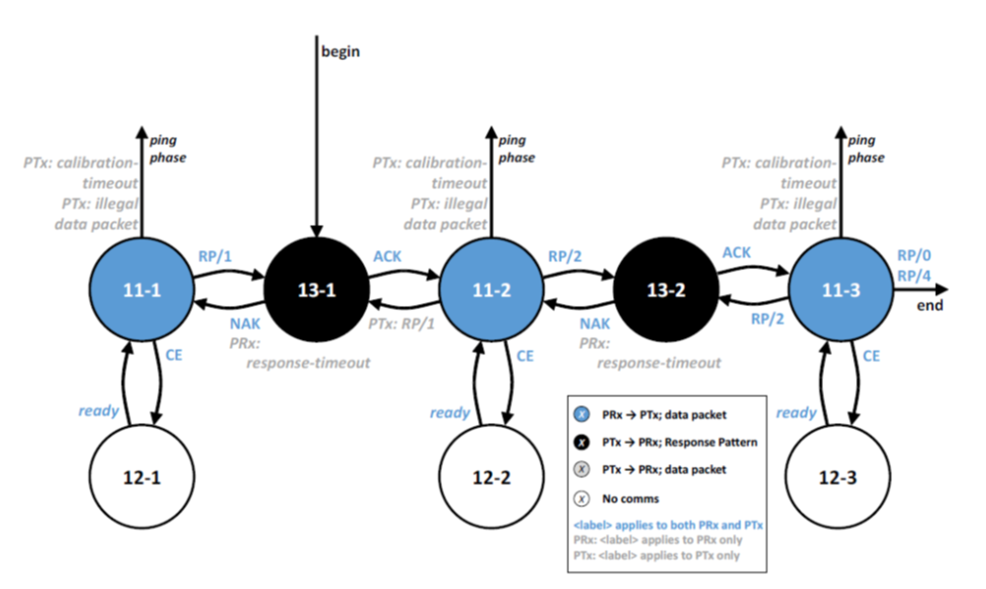 begin
ping
phase
PTx: calibration-
timeout
PTx: illegal
data packet
ping
phase
PTx: calibration-
timeout
PTx: illegal
data packet
ping
phase
PTx: calibration-
timeout
PTx: illegal
data packet
11-1
RP/1
NAK
PRx:
response-timeout
13-1
ACK
PTx: RP/1
11-2
RP/2
NAK
PRx:
response-timeout
13-2
ACK
RP/2
11-3
RP/0
RP/4
end
CE
ready
12-1
CE
ready
12-2
CE
ready
12-3
x PRx → PTx; data packet
x PTx → PRx; Response Pattern
x PTx → PRx; data packet
x No comms
<label> applies to both PRx and PTx
PRx: <label> applies to PRx only
PTx: <label> applies to PTx only